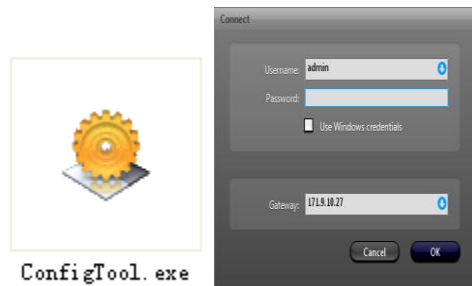 ConfigTool.exe
Connect
Username: admin
Password:
Use Windows credentials
Gateway: 171.9.10.27
Cancel OK